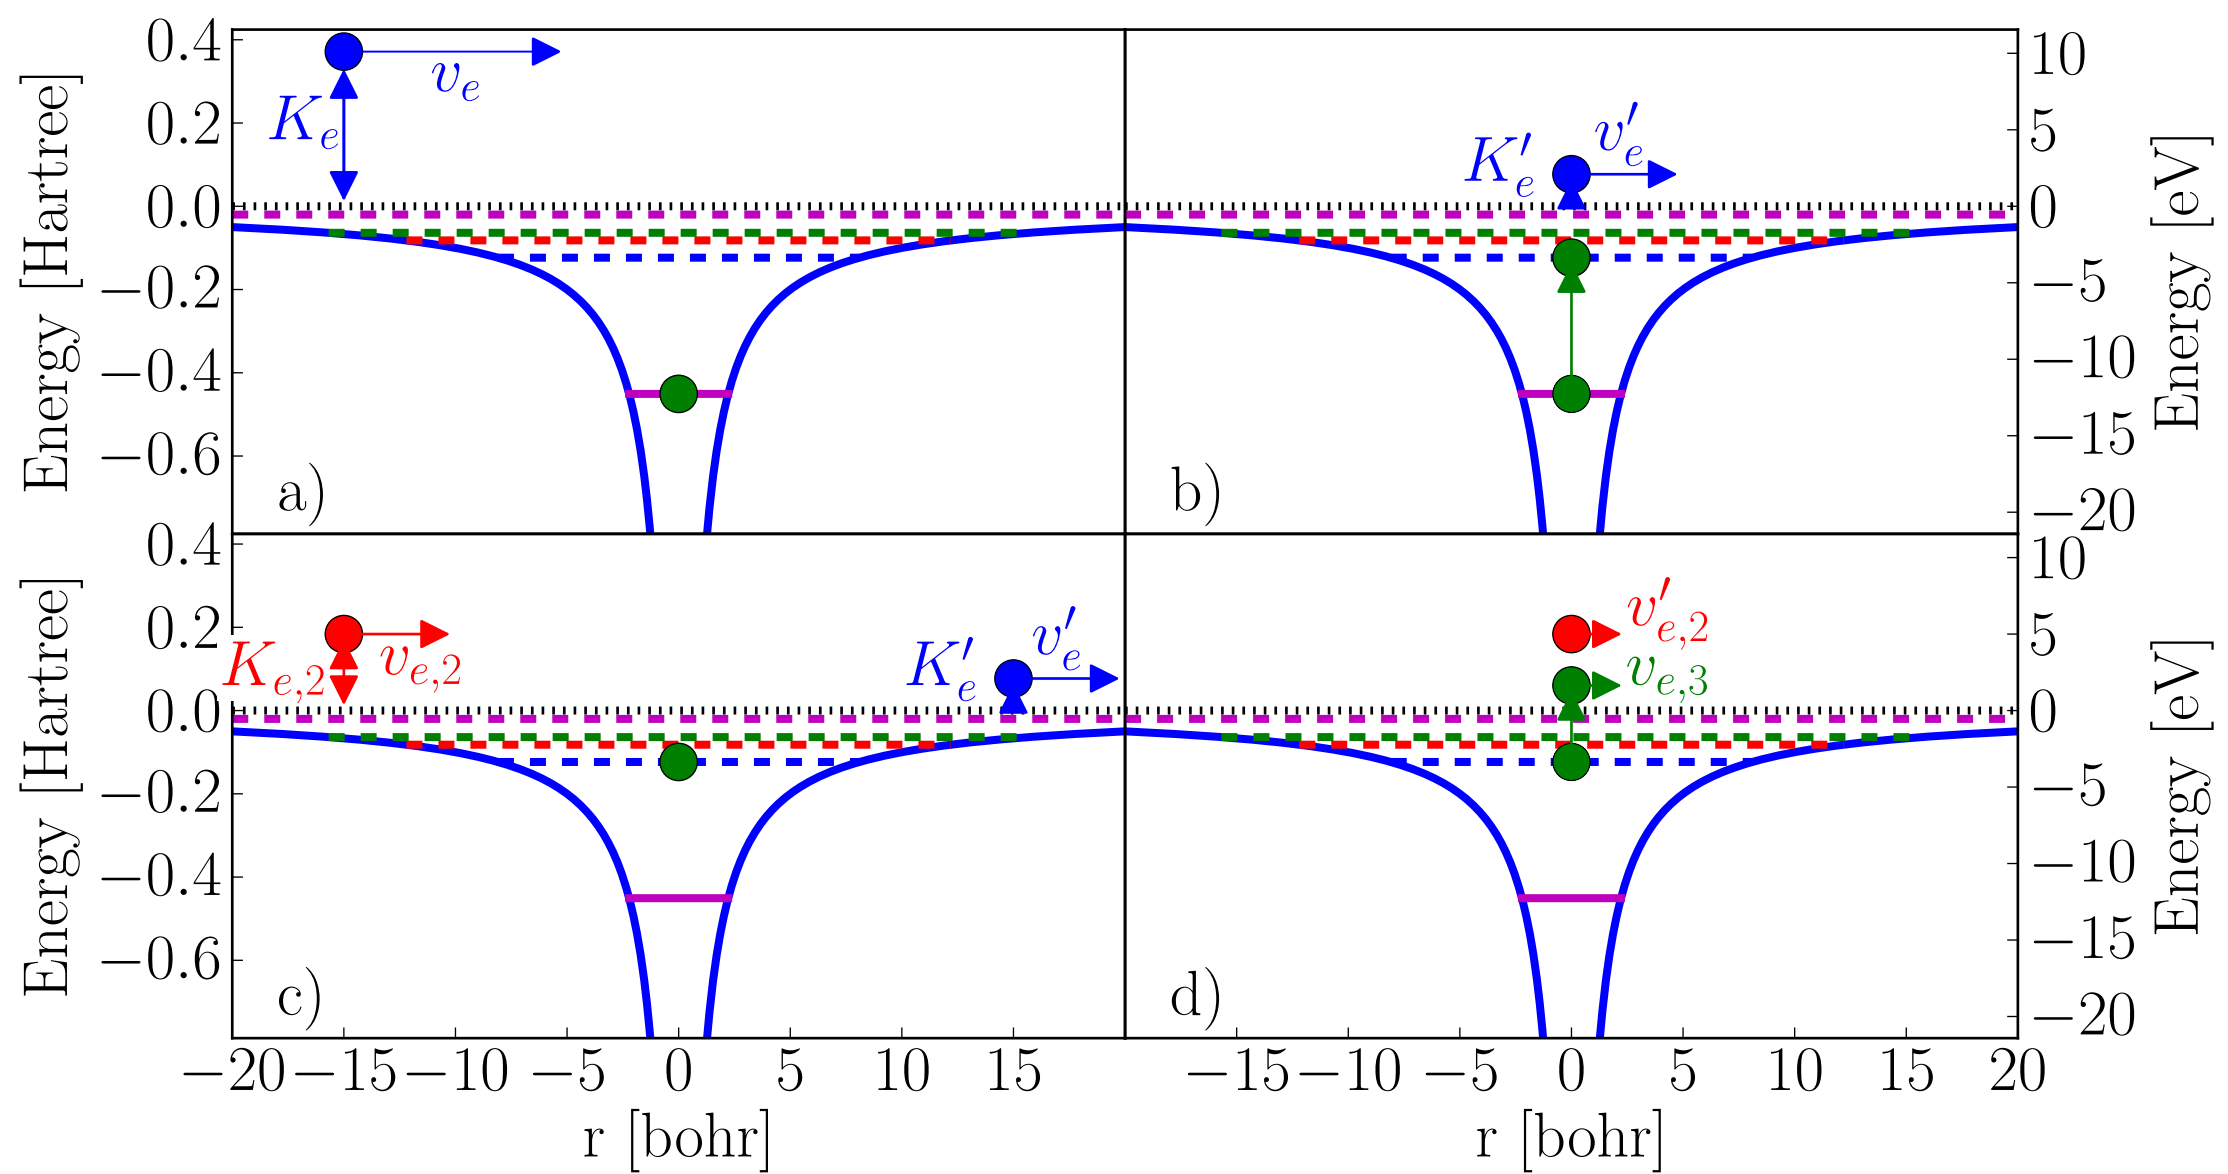 0.4
0.2
0.0
−0.2
−0.4
−0.6
Energy [Hartree]
K_e
v_e
a)
K'_e
v'_e
b)
10
5
0
−5
−10
−15
−20
Energy [eV]
0.4
0.2
0.0
−0.2
−0.4
−0.6
Energy [Hartree]
K_{e,2}
v_{e,2}
K'_e
v'_e
c)
v'_{e,2}
v_{e,3}
d)
10
5
0
−5
−10
−15
−20
Energy [eV]
−20 −15 −10 −5 0 5 10 15
r [bohr]
−15 −10 −5 0 5 10 15 20
r [bohr]